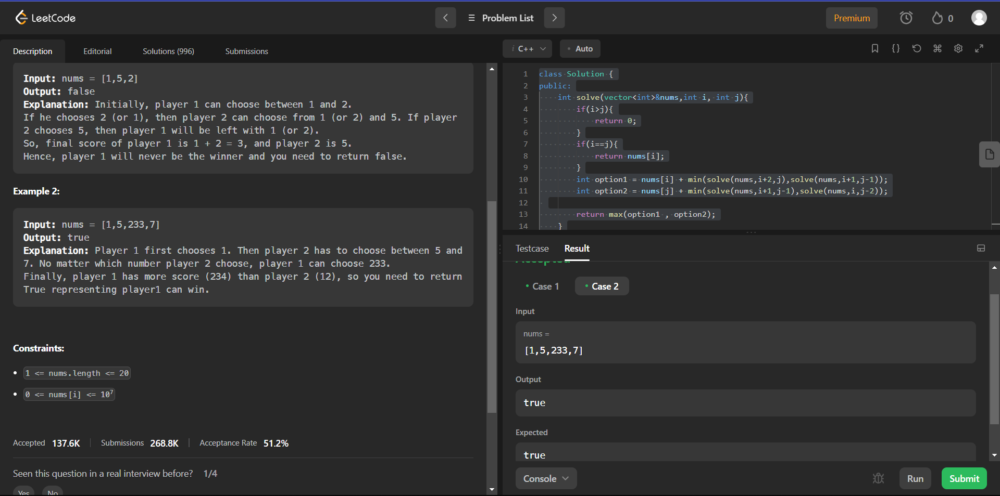 LeetCode
Problem List
Premium
0
Description
Editorial
Solutions (996)
Submissions
Input: nums = [1,5,2]
Output: false
Explanation: Initially, player 1 can choose between 1 and 2.
If he chooses 2 (or 1), then player 2 can choose from 1 (or 2) and 5. If player
2 chooses 5, then player 1 will be left with 1 (or 2).
So, final score of player 1 is 1 + 2 = 3, and player 2 is 5.
Hence, player 1 will never be the winner and you need to return false.
Example 2:
Input: nums = [1,5,233,7]
Output: true
Explanation: Player 1 first chooses 1. Then player 2 has to choose between 5 and
7. No matter which number player 2 choose, player 1 can choose 233.
Finally, player 1 has more score (234) than player 2 (12), so you need to return
True representing player1 can win.
Constraints:
• 1 <= nums.length <= 20
• 0 <= nums[i] <= 10⁷
Accepted 137.6K
Submissions 268.8K
Acceptance Rate 51.2%
Seen this question in a real interview before? 1/4
Yes
No
i C++
• Auto
1 class Solution {
2 public:
3 int solve(vector<int>&nums,int i, int j){
4 if(i>j){
5 return 0;
6 }
7 if(i==j){
8 return nums[i];
9 }
10 int option1 = nums[i] + min(solve(nums,i+2,j),solve(nums,i+1,j-1));
11 int option2 = nums[j] + min(solve(nums,i+1,j-1),solve(nums,i,j-2));
12
13 return max(option1 , option2);
14 }
Testcase
Result
Accepted
• Case 1
• Case 2
Input
nums =
[1,5,233,7]
Output
true
Expected
true
Console
Run
Submit